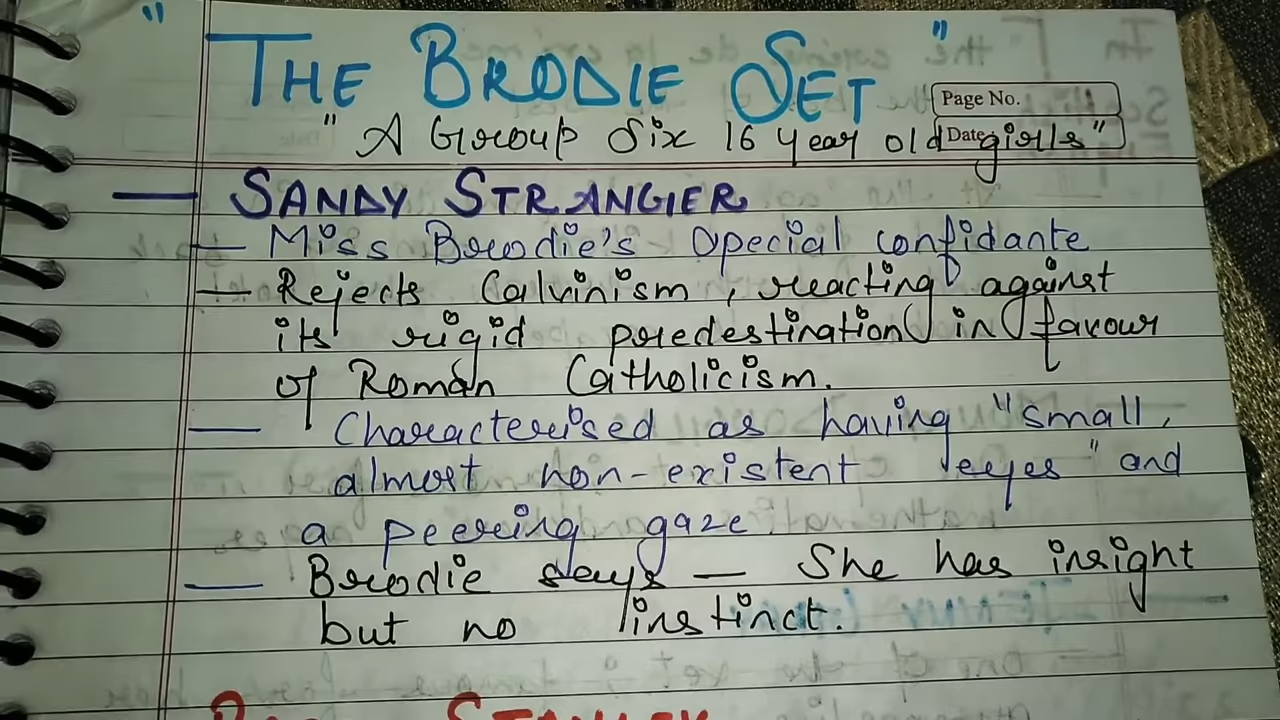 " THE BRODIE SET "
Page No.
Date
" A Group Six 16 year old girls"
— SANDY STRANGER
— Miss Brodie's special confidante
— Rejects Calvinism, reacting against
its rigid predestination in favour
of Roman Catholicism.
— Characterised as having "small,
almost non-existent eyes" and
a peering gaze
— Brodie says — She has insight
but no instinct.
STANLEY